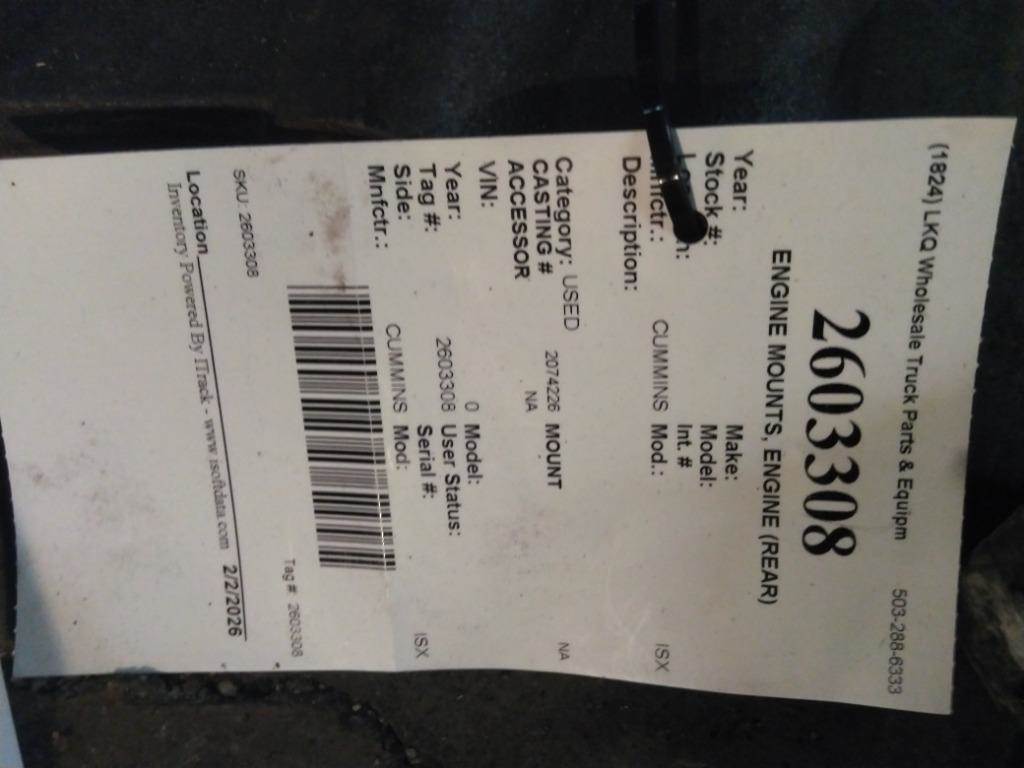 (1824) LKQ Wholesale Truck Parts & Equipm 503-288-6333
2603308
ENGINE MOUNTS, ENGINE (REAR)
Year: Make:
Stock #: Model:
n: Int. #
Mnfctr.: CUMMINS Mod.: ISX
Description:
Category: USED
CASTING # 2074226 MOUNT NA
ACCESSOR NA
VIN:
Year: 0 Model:
Tag #: 2603308 User Status:
Side: Serial #:
Mnfctr.: CUMMINS Mod: ISX
Tag #: 2603308
SKU: 2603308
Location 2/2/2026
Inventory Powered By ITrack - www.isoftdata.com